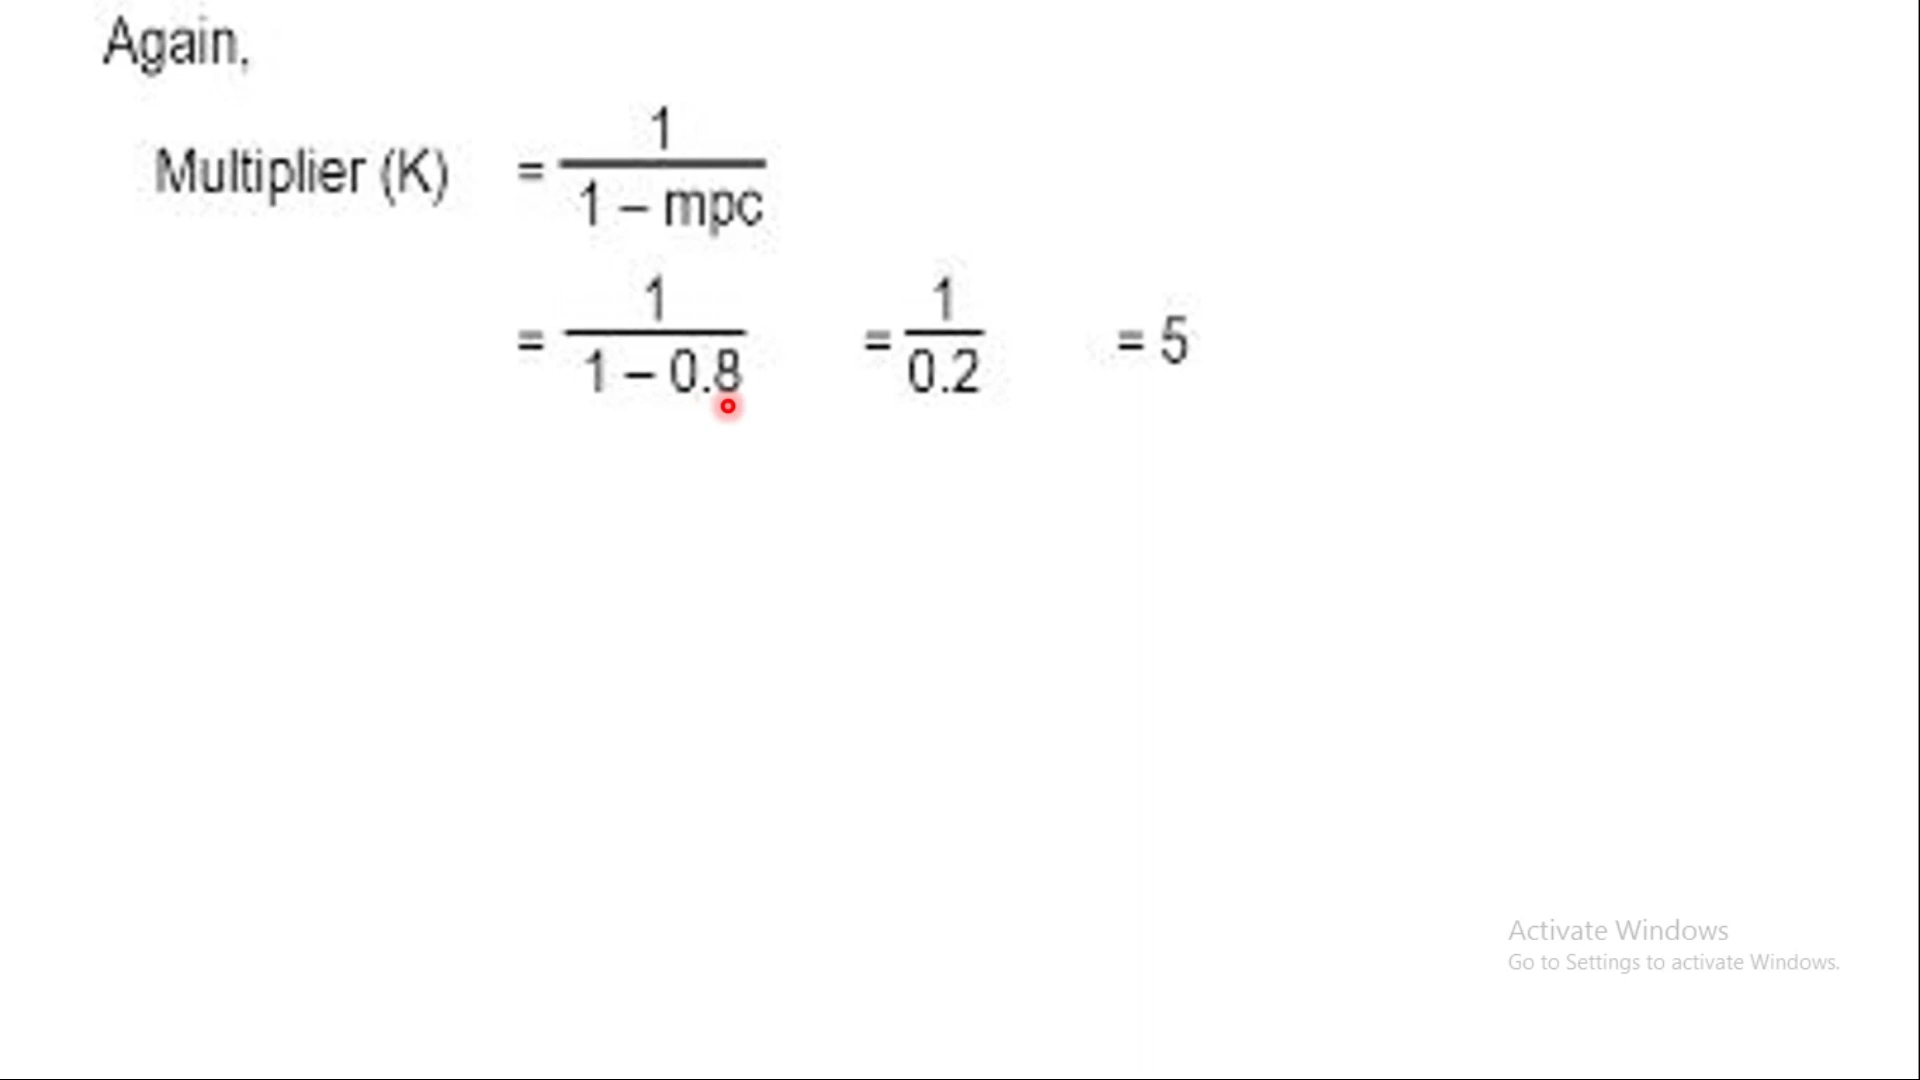 Again,
Multiplier (K) = 1 / 1 – mpc
= 1 / 1 – 0.8 = 1 / 0.2 = 5
Activate Windows
Go to Settings to activate Windows.